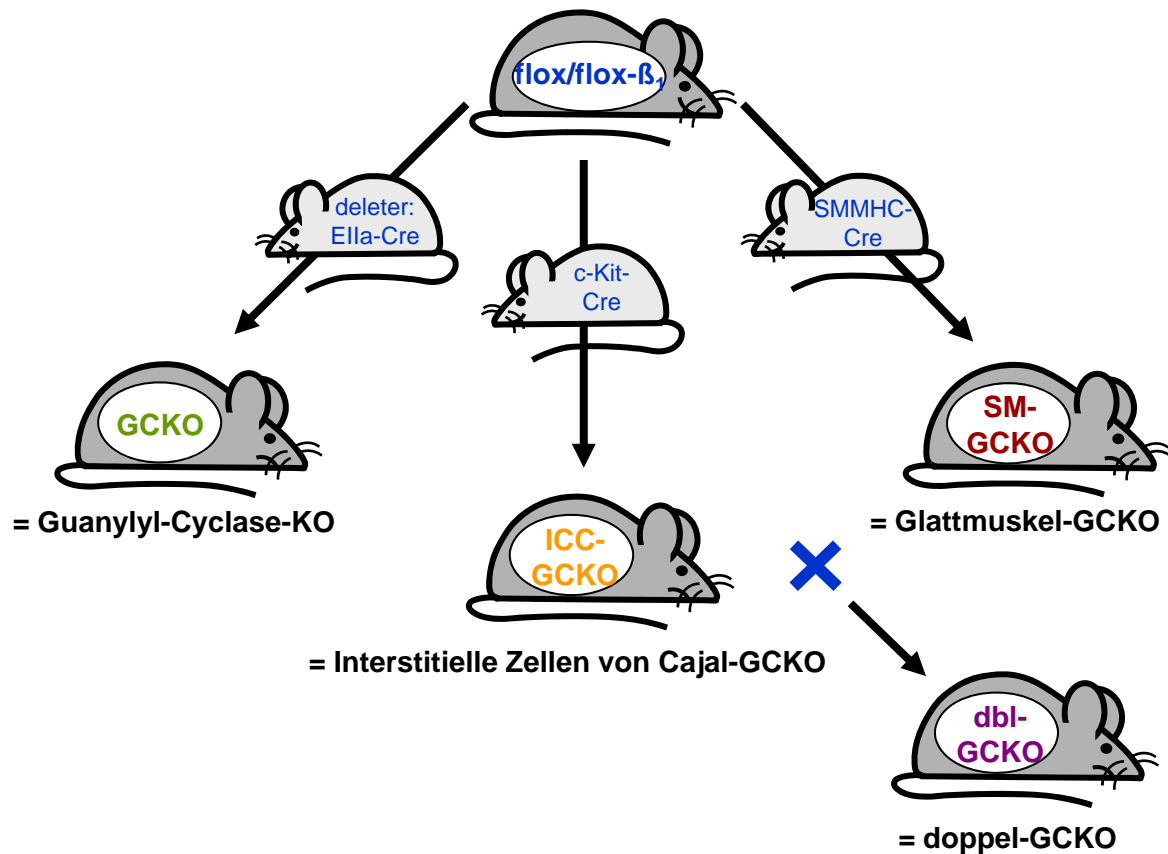 flox/flox-ß₁
deleter:
EIIa-Cre
SMMHC-
Cre
c-Kit-
Cre
GCKO
= Guanylyl-Cyclase-KO
SM-
GCKO
= Glattmuskel-GCKO
ICC-
GCKO
= Interstitielle Zellen von Cajal-GCKO
dbl-
GCKO
= doppel-GCKO